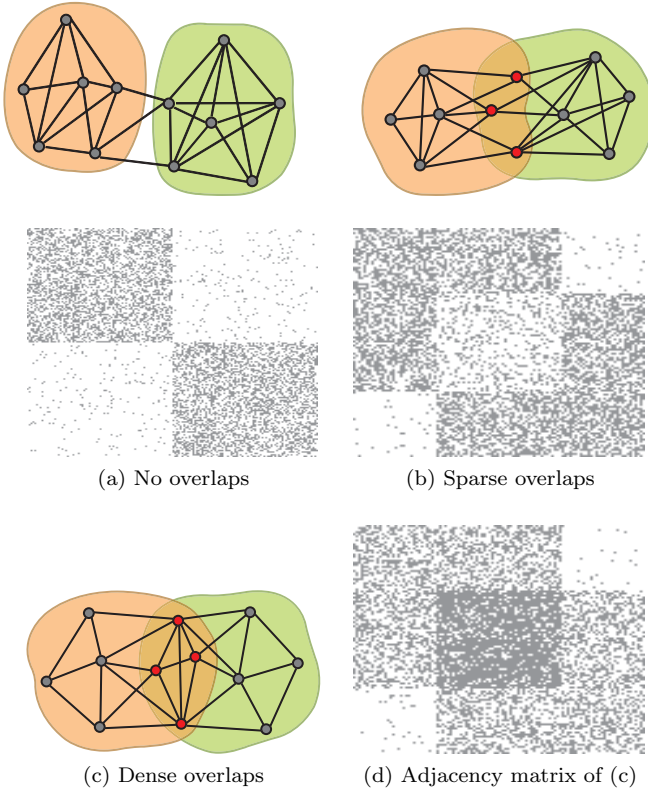 (a) No overlaps
(b) Sparse overlaps
(c) Dense overlaps
(d) Adjacency matrix of (c)